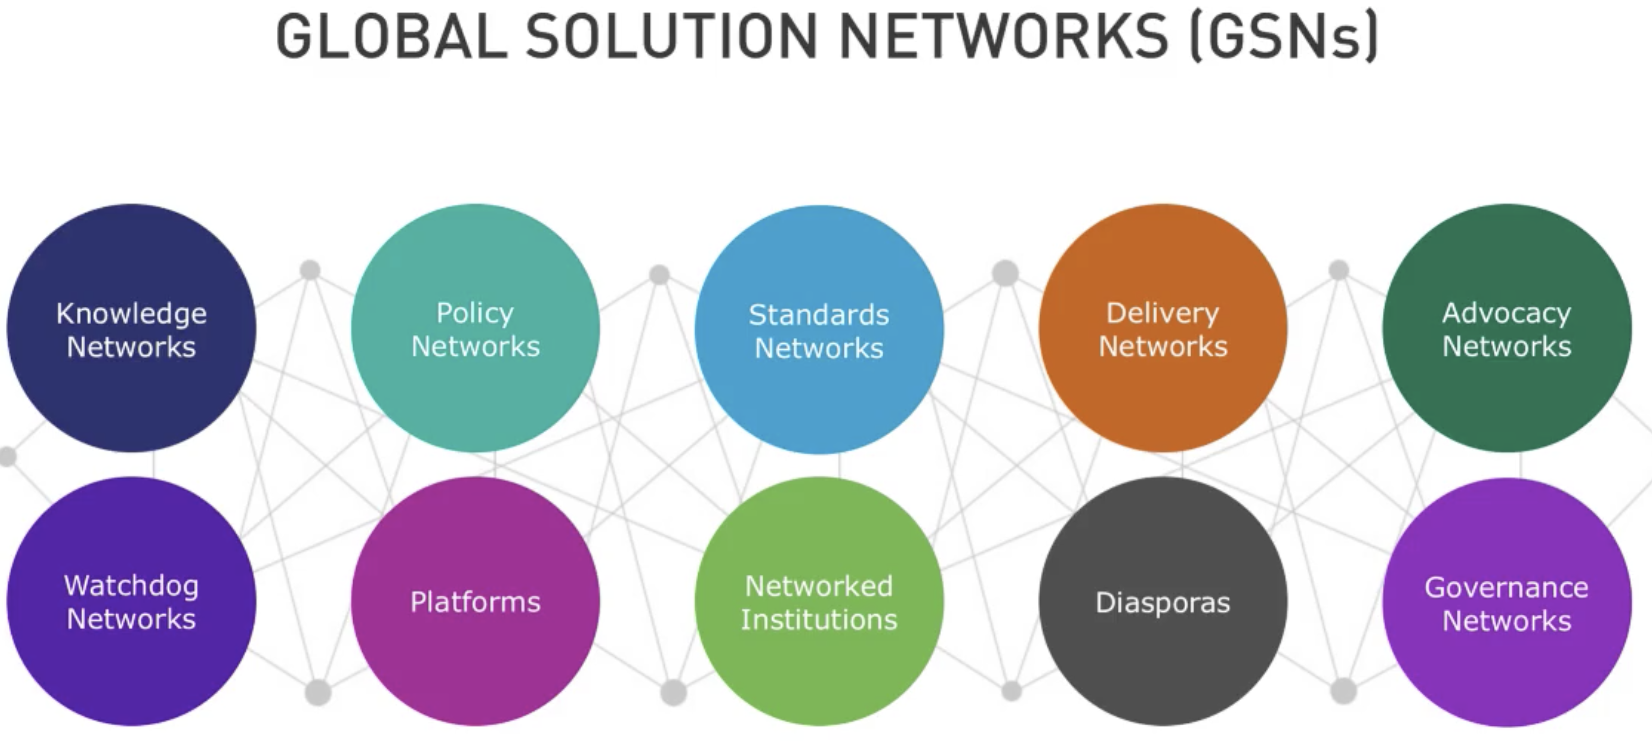 GLOBAL SOLUTION NETWORKS (GSNs)
Knowledge
Networks
Policy
Networks
Standards
Networks
Delivery
Networks
Advocacy
Networks
Watchdog
Networks
Platforms
Networked
Institutions
Diasporas
Governance
Networks